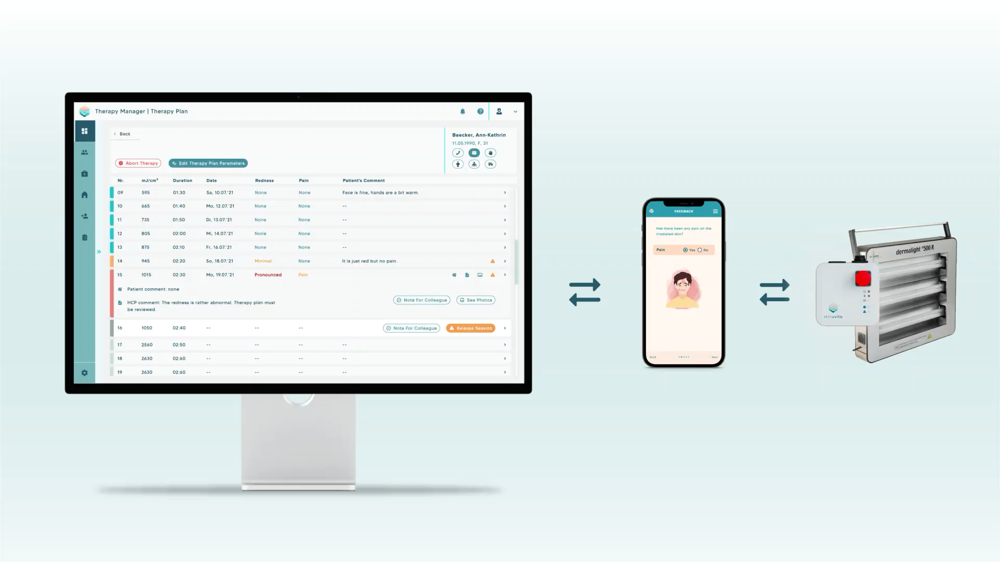 Therapy Manager | Therapy Plan
Back
Baecker, Ann-Kathrin
11.05.1990, F, 31
Abort Therapy
Edit Therapy Plan Parameters
Nr. mJ/cm² Duration Date Redness Pain Patient's Comment
09 595 01:30 Sa, 10.07.'21 None None Face is fine, hands are a bit warm.
10 665 01:40 Mo, 12.07.'21 None None --
11 735 01:50 Di, 13.07.'21 None None --
12 805 02:00 Mi, 14.07.'21 None None --
13 875 02:10 Fr, 16.07.'21 None None --
14 945 02:20 So, 18.07.'21 Minimal None It is just red but no pain.
15 1015 02:30 Mo, 19.07.'21 Pronounced Pain
Patient comment: none
HCP comment: The redness is rather abnormal. Therapy plan must
be reviewed.
Note For Colleague
See Photos
16 1050 02:40 -- -- -- Note For Colleague Release Session
17 2560 02:50 -- -- -- --
18 2630 02:60 -- -- -- --
19 2630 02:60 -- -- -- --
FEEDBACK
Has there been any pain on the
irradiated skin?
Pain Yes No
Back Next
dermalight ®500 R
skinuvita